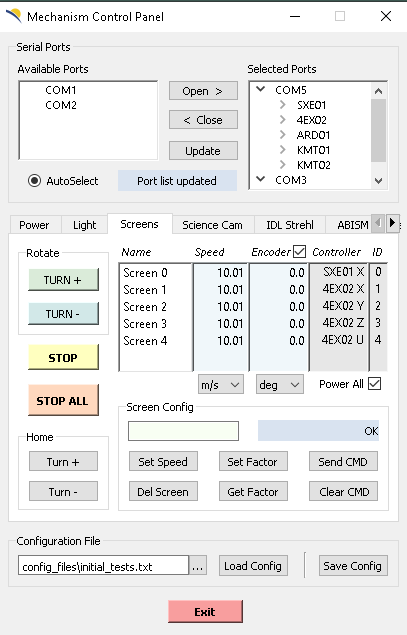 Mechanism Control Panel
Serial Ports
Available Ports
COM1
COM2
Open >
< Close
Update
Selected Ports
COM5
SXE01
4EX02
ARD01
KMT01
KMT02
COM3
AutoSelect
Port list updated
Power Light Screens Science Cam IDL Strehl ABISM
Rotate
TURN +
TURN -
STOP
STOP ALL
Home
Turn +
Turn -
Name Speed Encoder Controller ID
Screen 0 10.01 0.0 SXE01 X 0
Screen 1 10.01 0.0 4EX02 X 1
Screen 2 10.01 0.0 4EX02 Y 2
Screen 3 10.01 0.0 4EX02 Z 3
Screen 4 10.01 0.0 4EX02 U 4
m/s deg Power All
Screen Config
OK
Set Speed Set Factor Send CMD
Del Screen Get Factor Clear CMD
Configuration File
config_files\initial_tests.txt ... Load Config Save Config
Exit